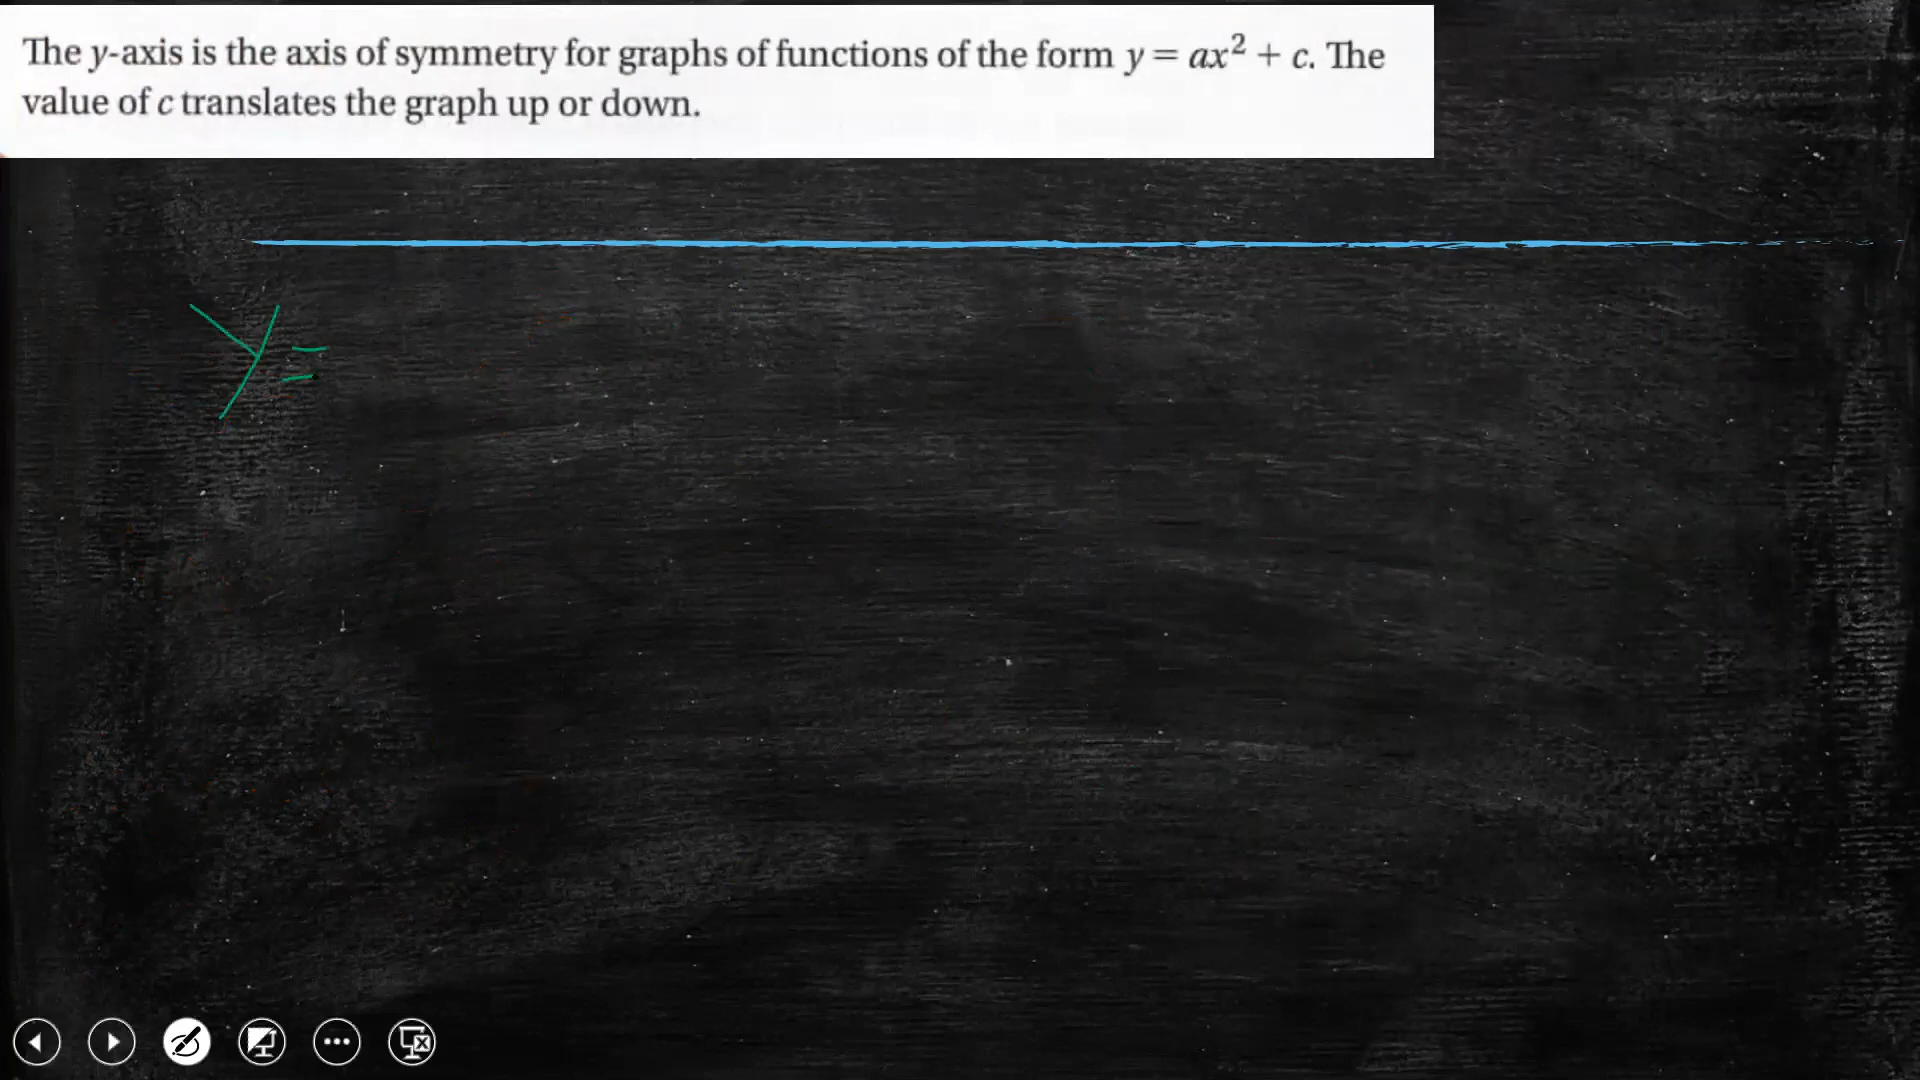 The y-axis is the axis of symmetry for graphs of functions of the form y = ax² + c. The
value of c translates the graph up or down.
y =